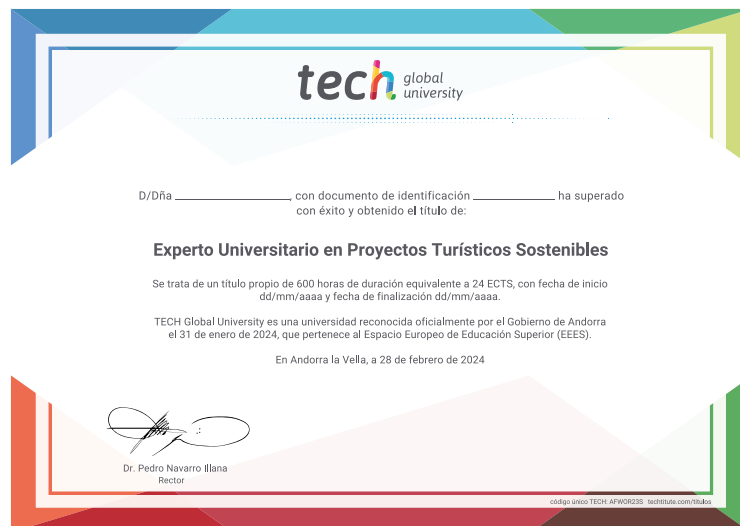 tech global
university
D/Dña ____________________, con documento de identificación ______________ ha superado
con éxito y obtenido el título de:
Experto Universitario en Proyectos Turísticos Sostenibles
Se trata de un título propio de 600 horas de duración equivalente a 24 ECTS, con fecha de inicio
dd/mm/aaaa y fecha de finalización dd/mm/aaaa.
TECH Global University es una universidad reconocida oficialmente por el Gobierno de Andorra
el 31 de enero de 2024, que pertenece al Espacio Europeo de Educación Superior (EEES).
En Andorra la Vella, a 28 de febrero de 2024
Dr. Pedro Navarro Illana
Rector
código único TECH: AFWOR23S techtitute.com/titulos